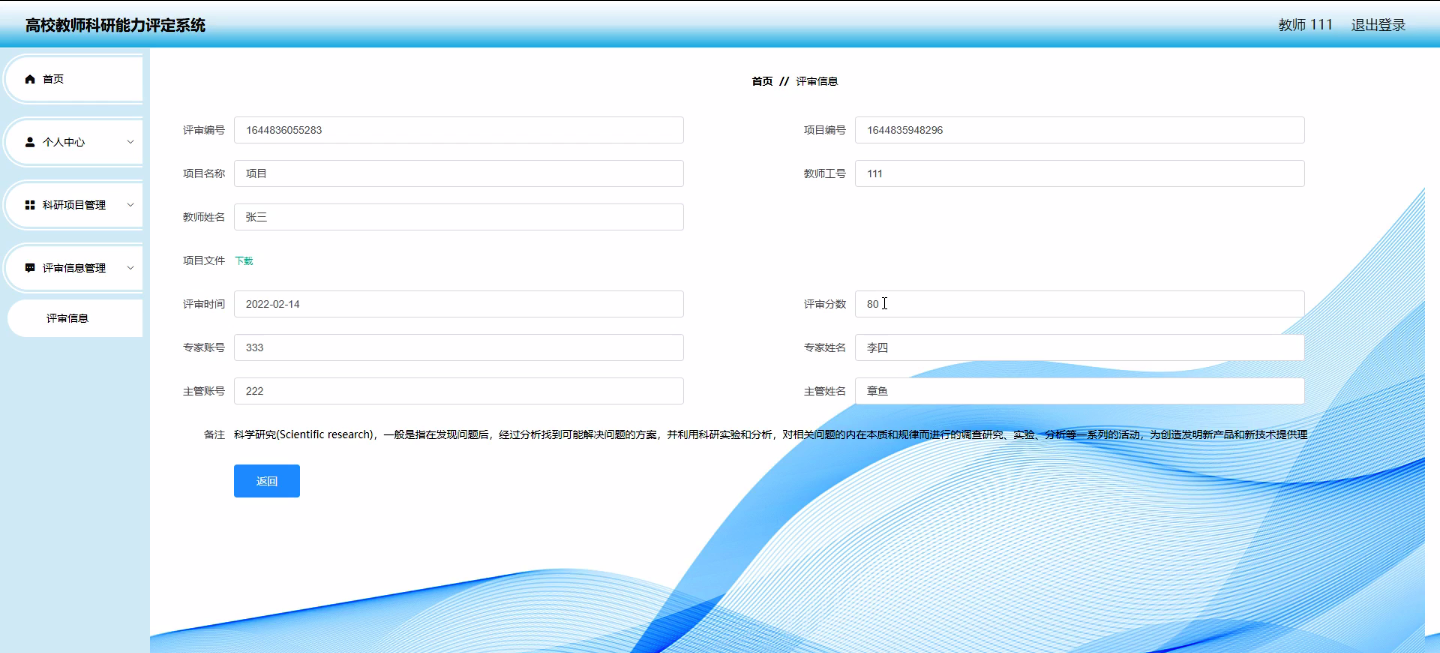 高校教师科研能力评定系统
教师 111 退出登录
首页
个人中心
科研项目管理
评审信息管理
评审信息
首页 // 评审信息
评审编号 1644836055283 项目编号 1644835948296
项目名称 项目 教师工号 111
教师姓名 张三
项目文件 下载
评审时间 2022-02-14 评审分数 80
专家账号 333 专家姓名 李四
主管账号 222 主管姓名 章鱼
备注 科学研究(Scientific research)，一般是指在发现问题后，经过分析找到可能解决问题的方案，并利用科研实验和分析，对相关问题的内在本质和规律而进行的调查研究、实验、分析等一系列的活动，为创造发明新产品和新技术提供理
返回